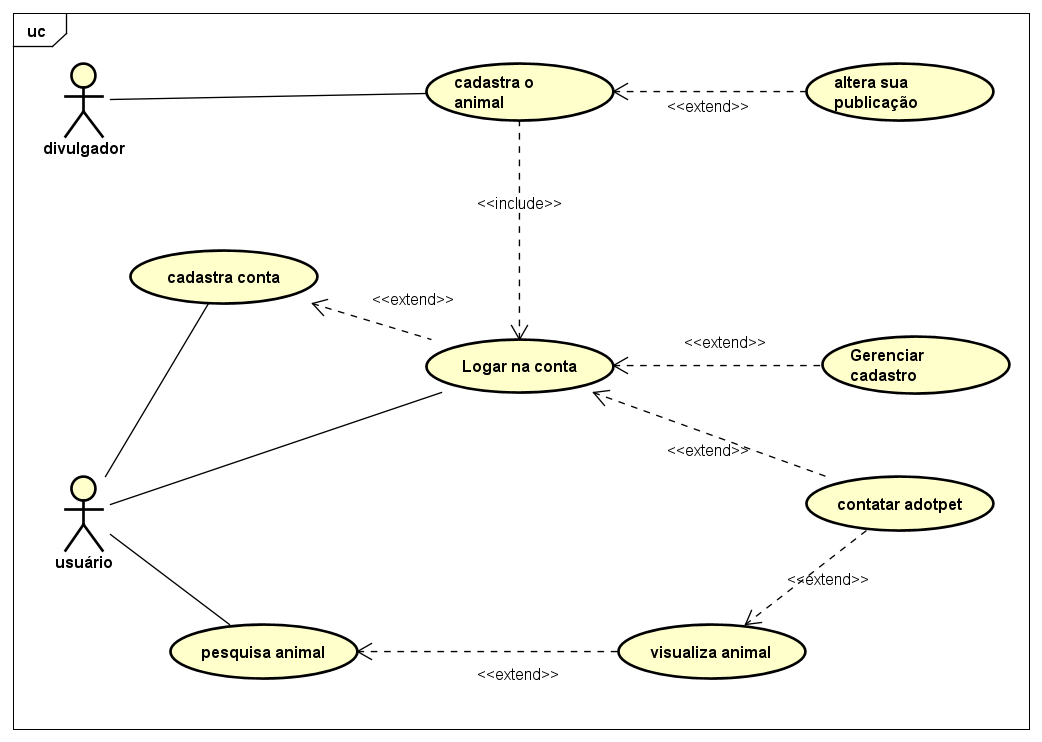 uc
cadastra o
animal
altera sua
publicação
<<extend>>
divulgador
<<include>>
cadastra conta
<<extend>>
Logar na conta
<<extend>>
Gerenciar
cadastro
<<extend>>
contatar adotpet
usuário
<<extend>>
pesquisa animal
visualiza animal
<<extend>>